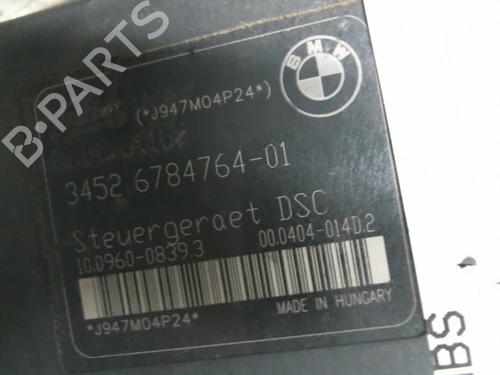 BMW
(*J947M04P24*)
3452 6784764-01
Steuergeraet DSC
10.0960-0839.3 00.0404-014D.2
*J947M04P24*
MADE IN HUNGARY
B-PARTS